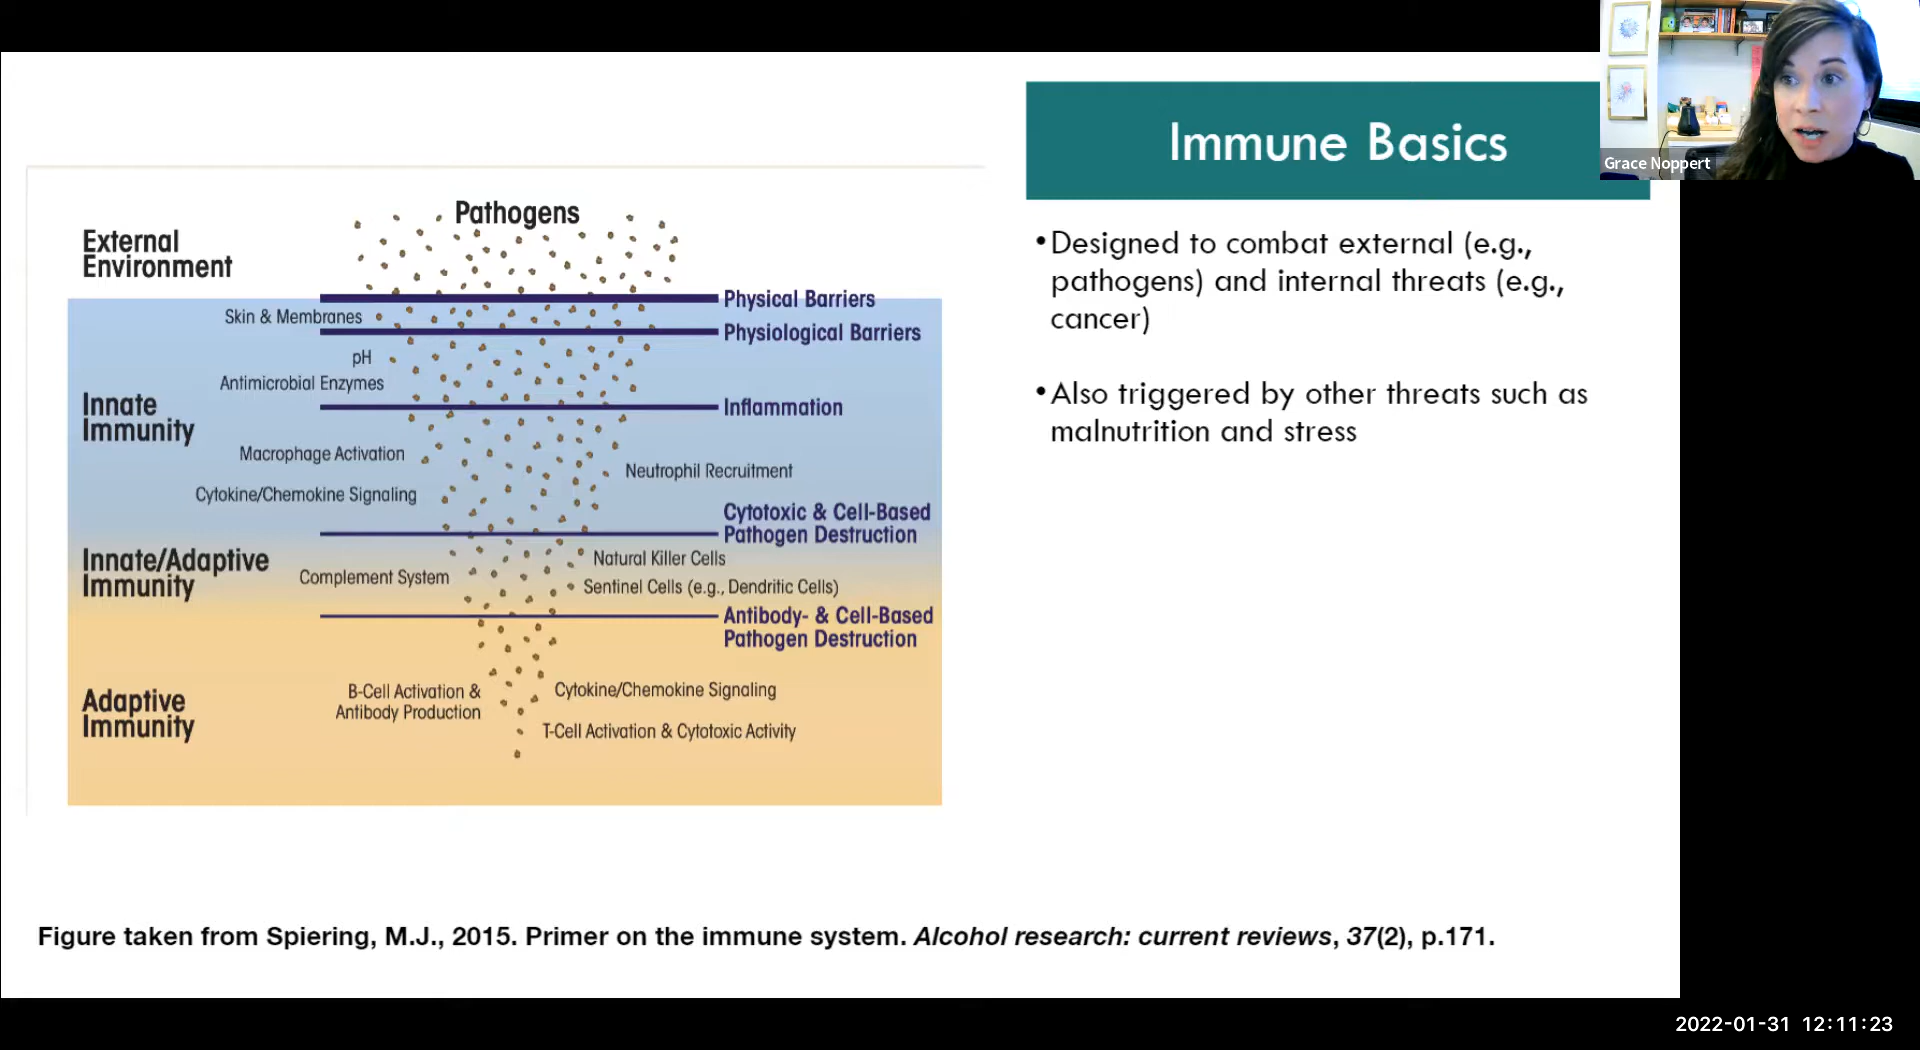 Immune Basics
Grace Noppert
Pathogens
External
Environment
Physical Barriers
Skin & Membranes
Physiological Barriers
pH
Antimicrobial Enzymes
Innate
Immunity
Inflammation
Macrophage Activation
Neutrophil Recruitment
Cytokine/Chemokine Signaling
Cytotoxic & Cell-Based
Pathogen Destruction
Innate/Adaptive
Immunity
Natural Killer Cells
Complement System
Sentinel Cells (e.g., Dendritic Cells)
Antibody- & Cell-Based
Pathogen Destruction
Adaptive
Immunity
B-Cell Activation &
Antibody Production
Cytokine/Chemokine Signaling
T-Cell Activation & Cytotoxic Activity
•Designed to combat external (e.g.,
pathogens) and internal threats (e.g.,
cancer)
•Also triggered by other threats such as
malnutrition and stress
Figure taken from Spiering, M.J., 2015. Primer on the immune system. Alcohol research: current reviews, 37(2), p.171.
2022-01-31 12:11:23